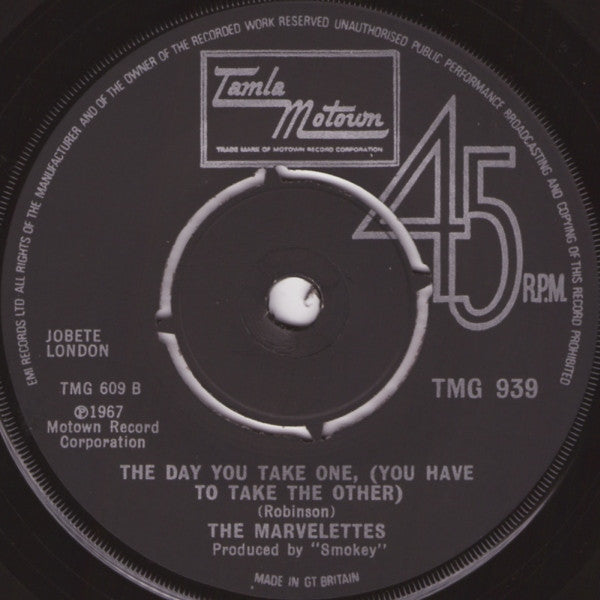 EMI RECORDS LTD ALL RIGHTS OF THE MANUFACTURER AND OF THE OWNER OF THE RECORDED WORK RESERVED UNAUTHORISED PUBLIC PERFORMANCE BROADCASTING AND COPYING OF THIS RECORD PROHIBITED
Tamla
Motown
TRADE MARK OF MOTOWN RECORD CORPORATION
45
R.P.M.
JOBETE
LONDON
TMG 609 B
℗1967
Motown Record
Corporation
TMG 939
THE DAY YOU TAKE ONE, (YOU HAVE
TO TAKE THE OTHER)
(Robinson)
THE MARVELETTES
Produced by "Smokey"
MADE IN GT BRITAIN